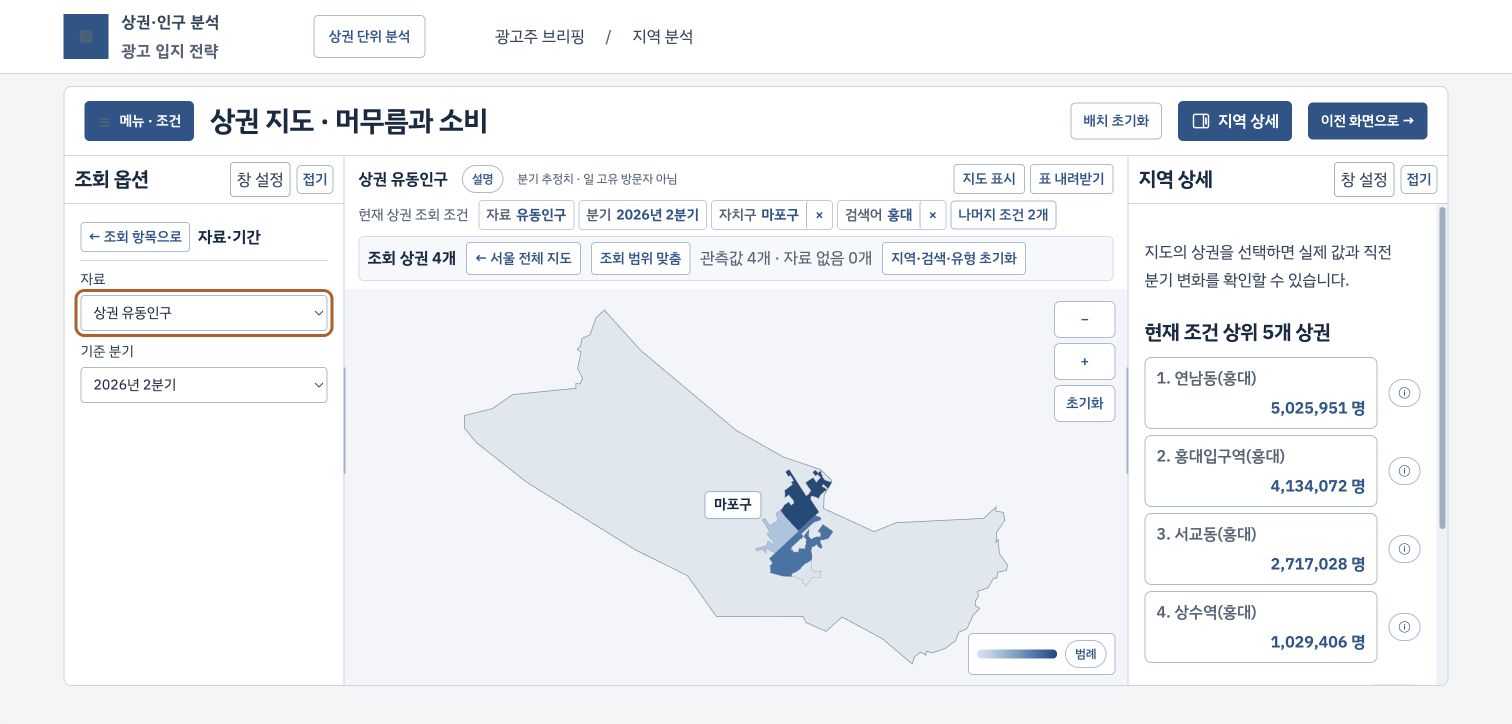 상권·인구 분석
광고 입지 전략
상권 단위 분석
광고주 브리핑 / 지역 분석
메뉴 · 조건
상권 지도 · 머무름과 소비
배치 초기화
지역 상세
이전 화면으로 →
조회 옵션
창 설정
접기
← 조회 항목으로
자료·기간
자료
상권 유동인구
기준 분기
2026년 2분기
상권 유동인구
설명
분기 추정치 · 일 고유 방문자 아님
지도 표시
표 내려받기
현재 상권 조회 조건
자료 유동인구
분기 2026년 2분기
자치구 마포구 ×
검색어 홍대 ×
나머지 조건 2개
조회 상권 4개
← 서울 전체 지도
조회 범위 맞춤
관측값 4개 · 자료 없음 0개
지역·검색·유형 초기화
−
+
초기화
마포구
범례
지역 상세
창 설정
접기
지도의 상권을 선택하면 실제 값과 직전
분기 변화를 확인할 수 있습니다.
현재 조건 상위 5개 상권
1. 연남동(홍대)
5,025,951 명
2. 홍대입구역(홍대)
4,134,072 명
3. 서교동(홍대)
2,717,028 명
4. 상수역(홍대)
1,029,406 명